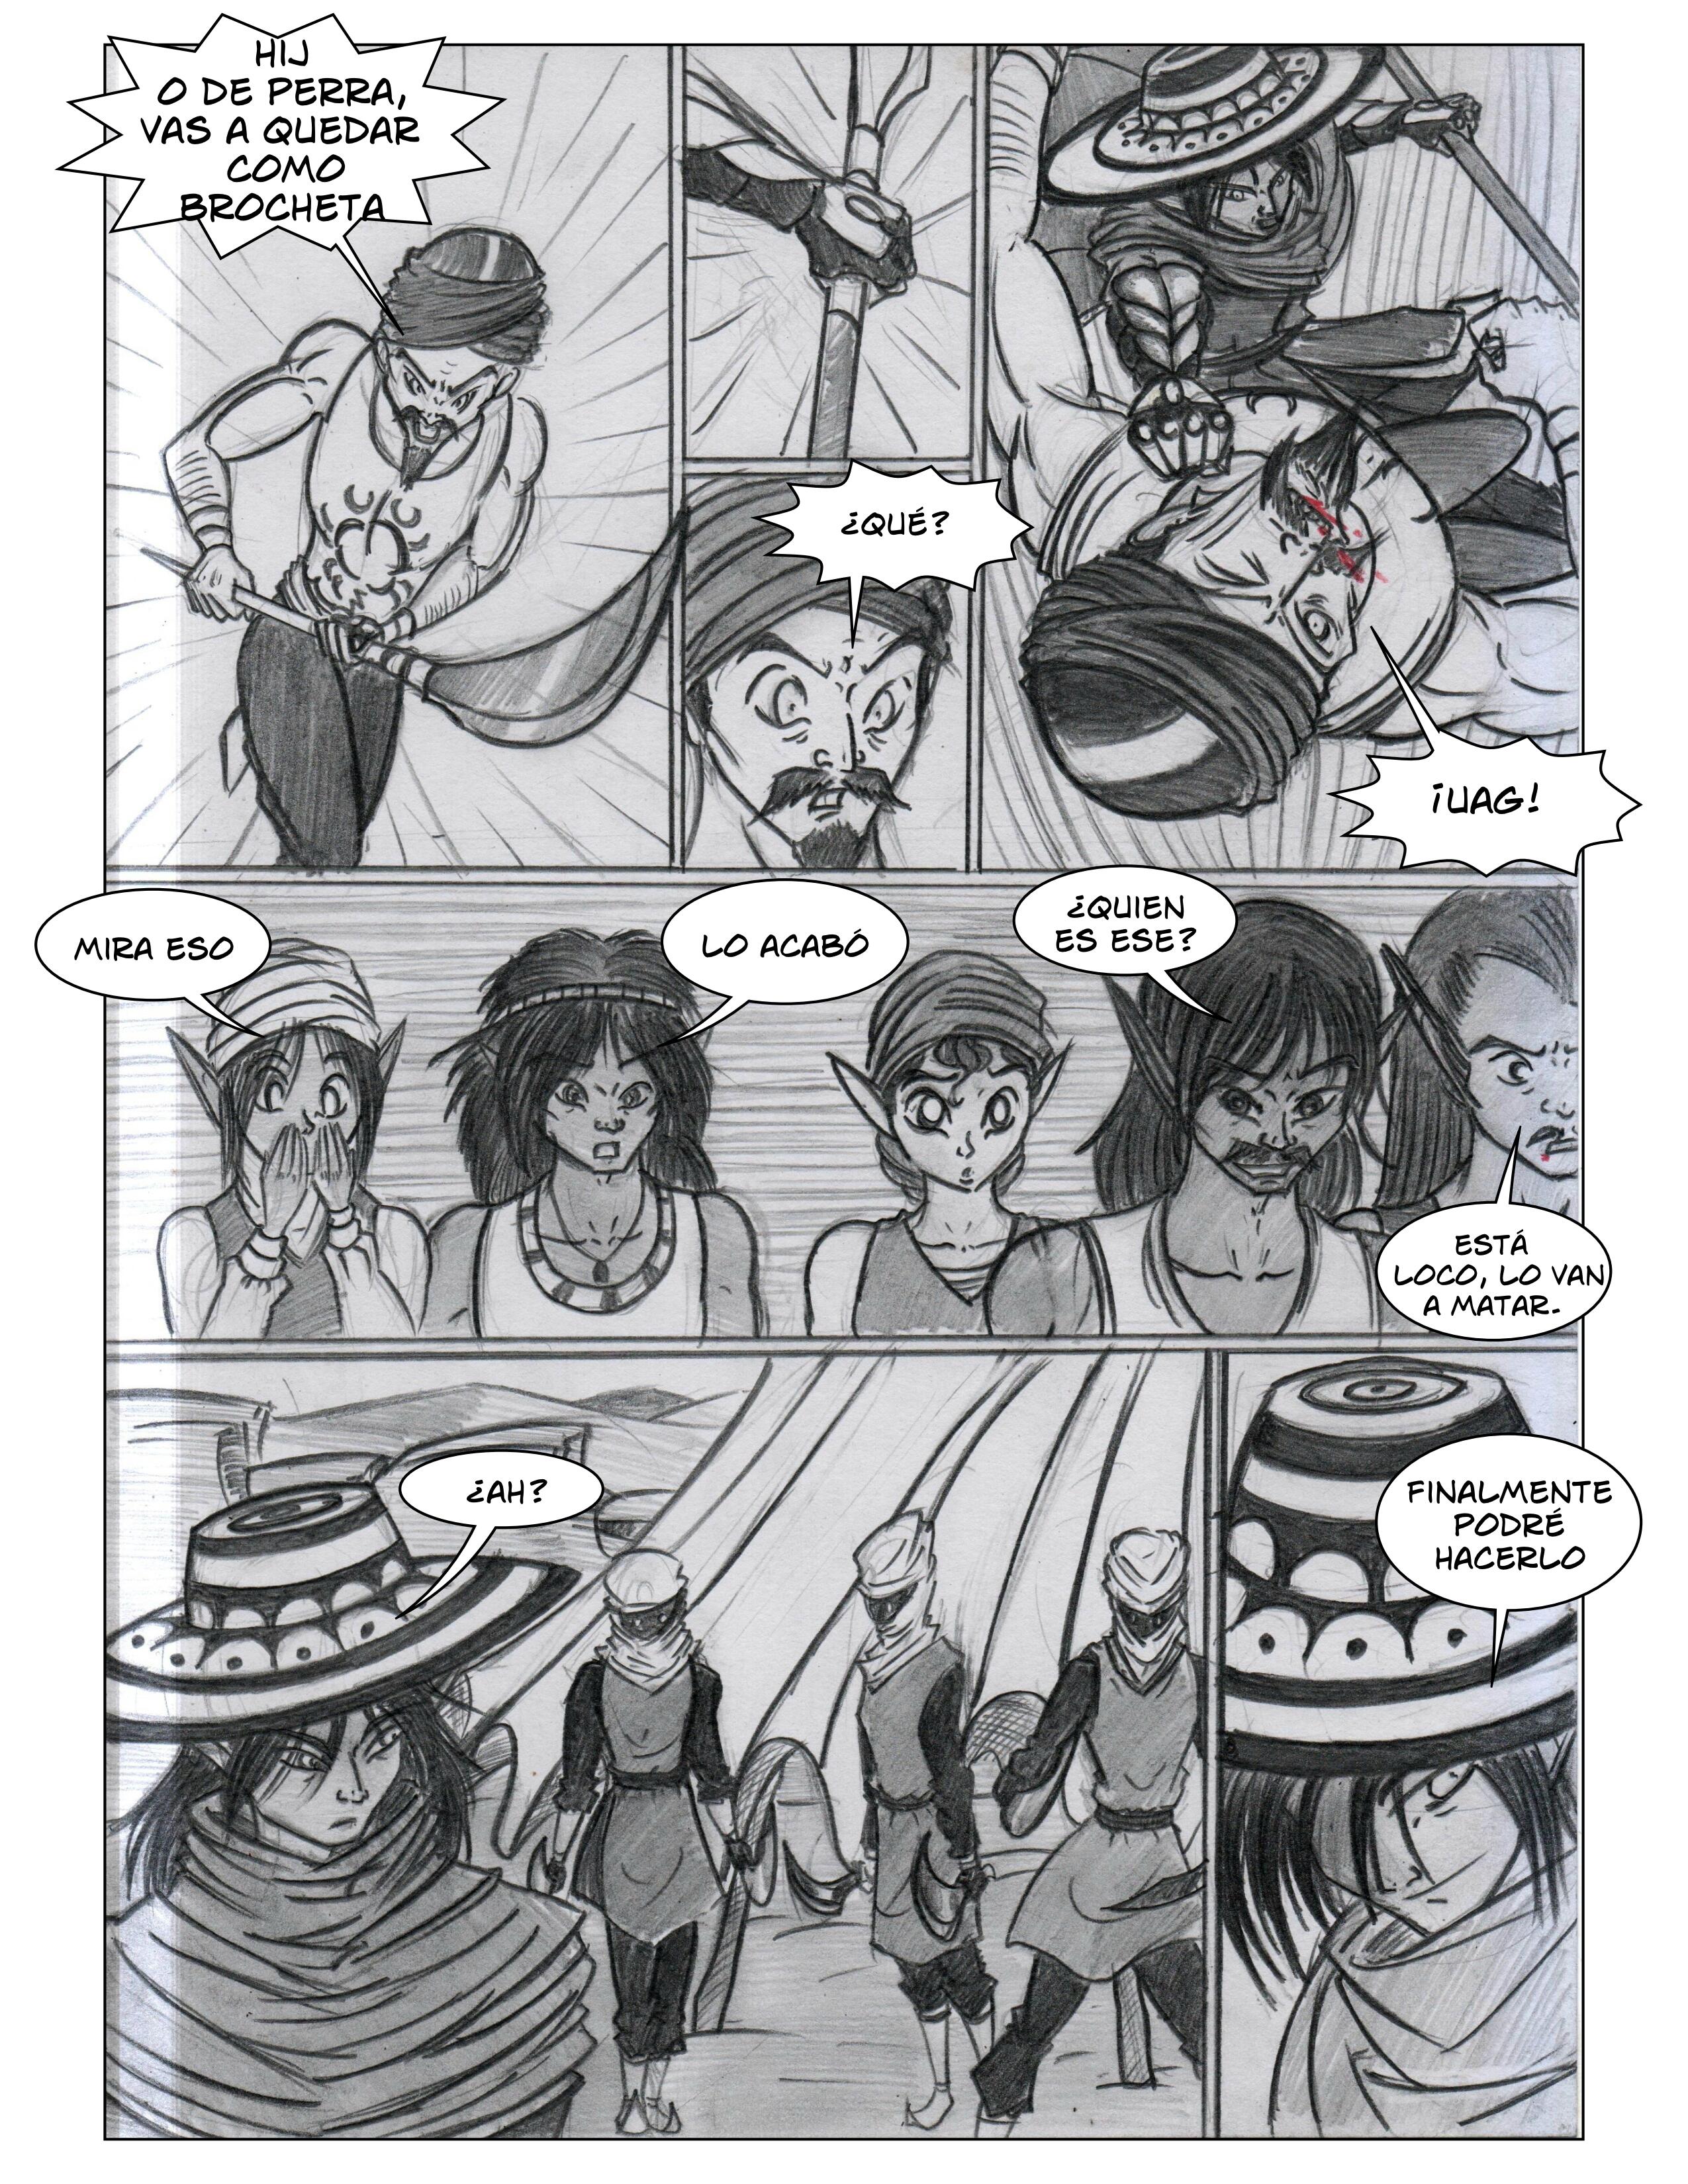 HIJ
O DE PERRA,
VAS A QUEDAR
COMO
BROCHETA
¿QUÉ?
¡UAG!
MIRA ESO
LO ACABÓ
¿QUIEN
ES ESE?
ESTÁ
LOCO, LO VAN
A MATAR.
¿AH?
FINALMENTE
PODRÉ
HACERLO